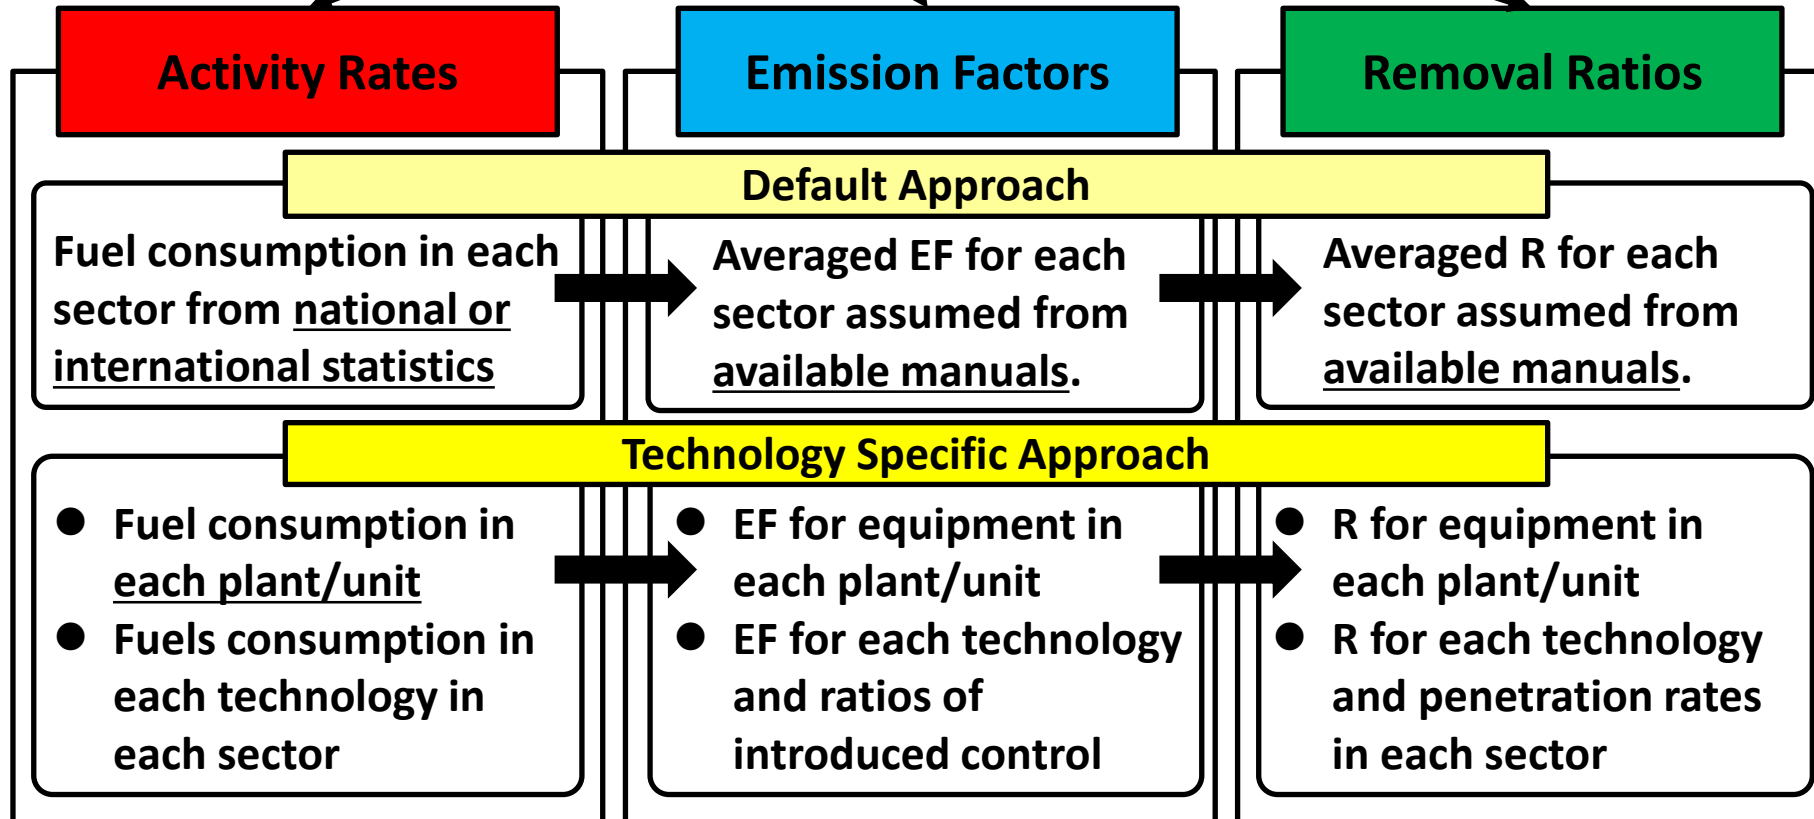 Activity Rates
Emission Factors
Removal Ratios
Default Approach
Fuel consumption in each
sector from national or
international statistics
Averaged EF for each
sector assumed from
available manuals.
Averaged R for each
sector assumed from
available manuals.
Technology Specific Approach
● Fuel consumption in
each plant/unit
● Fuels consumption in
each technology in
each sector
● EF for equipment in
each plant/unit
● EF for each technology
and ratios of
introduced control
● R for equipment in
each plant/unit
● R for each technology
and penetration rates
in each sector